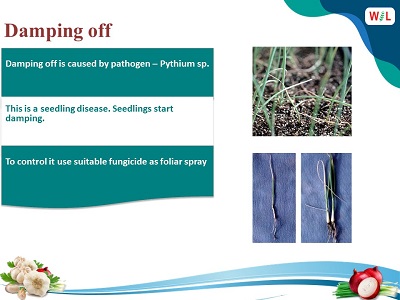 Damping off
W!L
Damping off is caused by pathogen – Pythium sp.
This is a seedling disease. Seedlings start
damping.
To control it use suitable fungicide as foliar spray